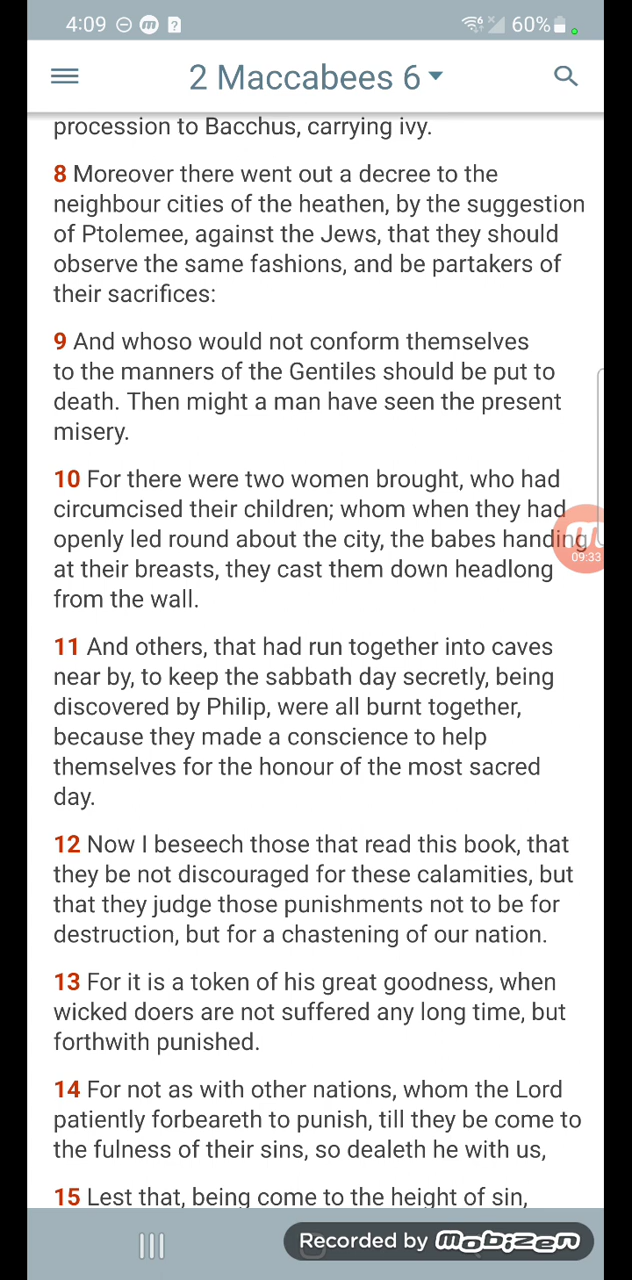 4:09
60%
2 Maccabees 6
procession to Bacchus, carrying ivy.
8 Moreover there went out a decree to the
neighbour cities of the heathen, by the suggestion
of Ptolemee, against the Jews, that they should
observe the same fashions, and be partakers of
their sacrifices:
9 And whoso would not conform themselves
to the manners of the Gentiles should be put to
death. Then might a man have seen the present
misery.
10 For there were two women brought, who had
circumcised their children; whom when they had
openly led round about the city, the babes handing
09:33
at their breasts, they cast them down headlong
from the wall.
11 And others, that had run together into caves
near by, to keep the sabbath day secretly, being
discovered by Philip, were all burnt together,
because they made a conscience to help
themselves for the honour of the most sacred
day.
12 Now I beseech those that read this book, that
they be not discouraged for these calamities, but
that they judge those punishments not to be for
destruction, but for a chastening of our nation.
13 For it is a token of his great goodness, when
wicked doers are not suffered any long time, but
forthwith punished.
14 For not as with other nations, whom the Lord
patiently forbeareth to punish, till they be come to
the fulness of their sins, so dealeth he with us,
15 Lest that, being come to the height of sin,
Recorded by mobizen